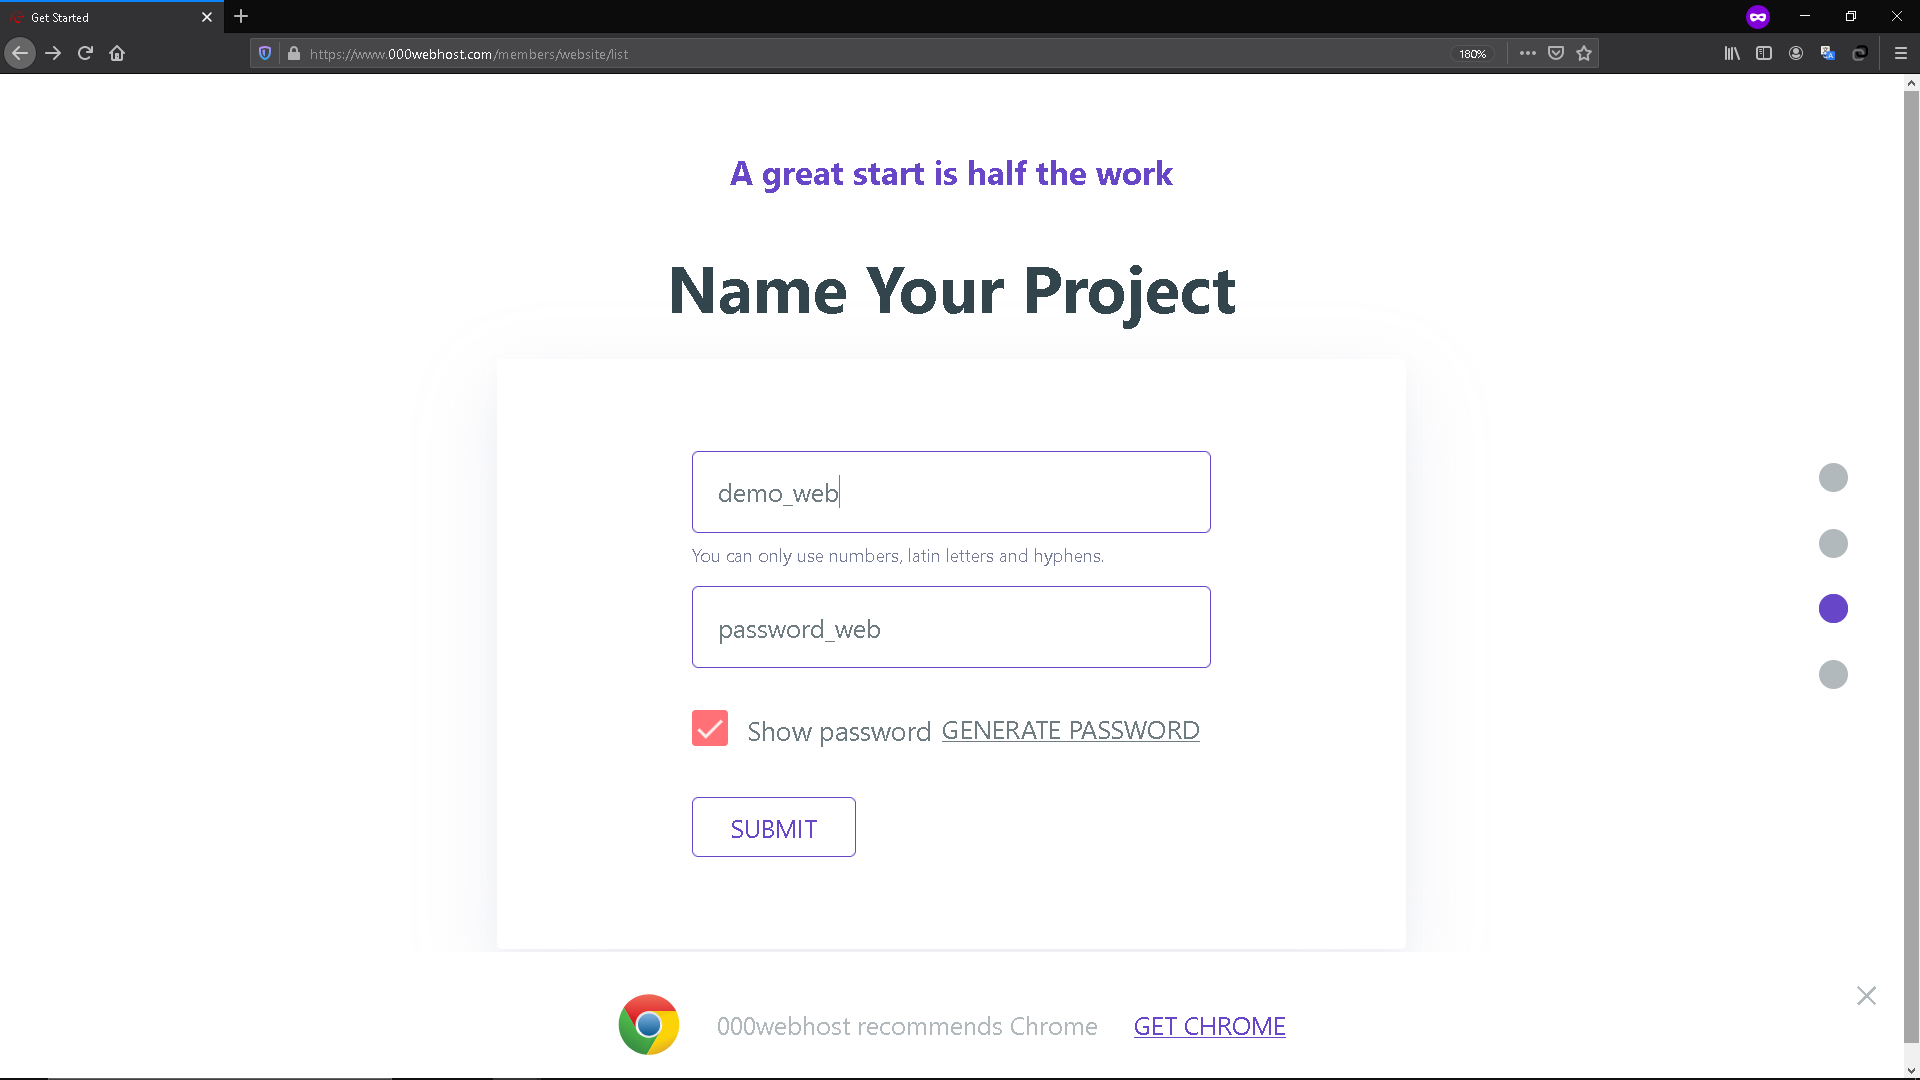 Get Started
https://www.000webhost.com/members/website/list
180%
A great start is half the work
Name Your Project
demo_web
You can only use numbers, latin letters and hyphens.
password_web
Show password GENERATE PASSWORD
SUBMIT
000webhost recommends Chrome GET CHROME